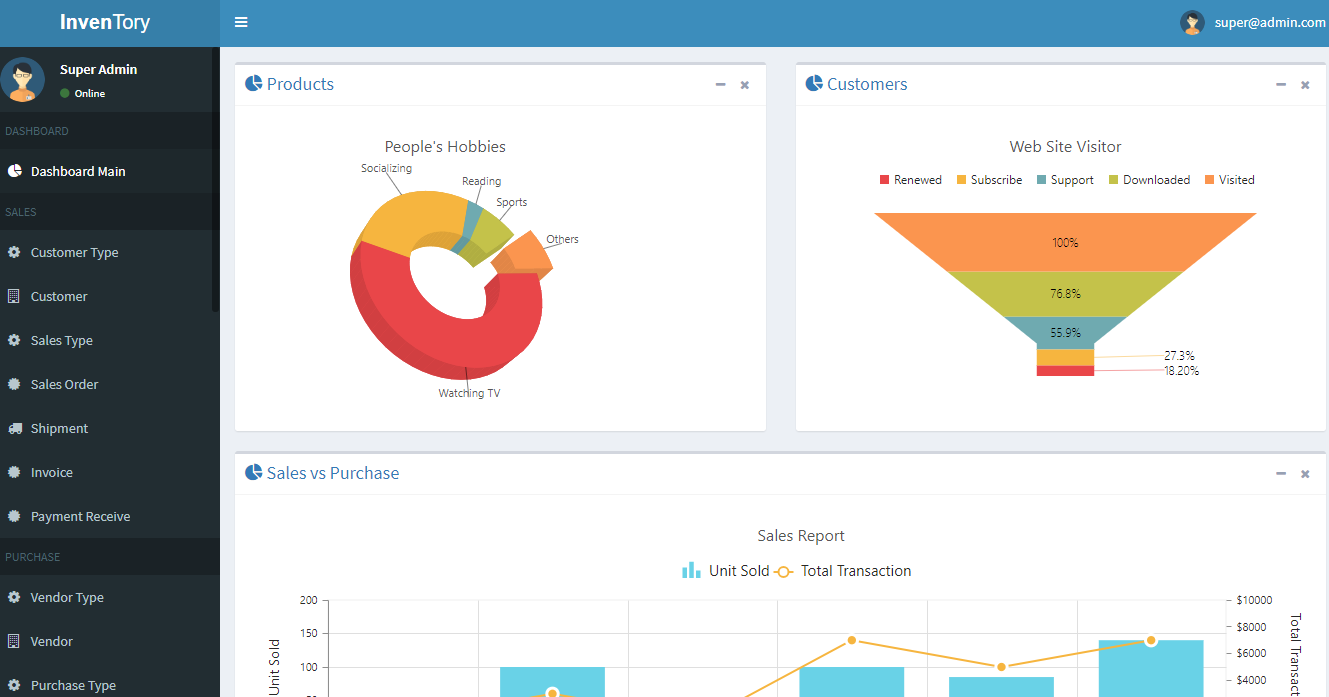 InvenTory
super@admin.com
Super Admin
Online
DASHBOARD
Dashboard Main
SALES
Customer Type
Customer
Sales Type
Sales Order
Shipment
Invoice
Payment Receive
PURCHASE
Vendor Type
Vendor
Purchase Type
Products
People's Hobbies
Socializing
Reading
Sports
Others
Watching TV
Customers
Web Site Visitor
Renewed Subscribe Support Downloaded Visited
100%
76.8%
55.9%
27.3%
18.20%
Sales vs Purchase
Sales Report
Unit Sold Total Transaction
200
150
100
Unit Sold
$10000
$8000
$6000
$4000
Total Transact